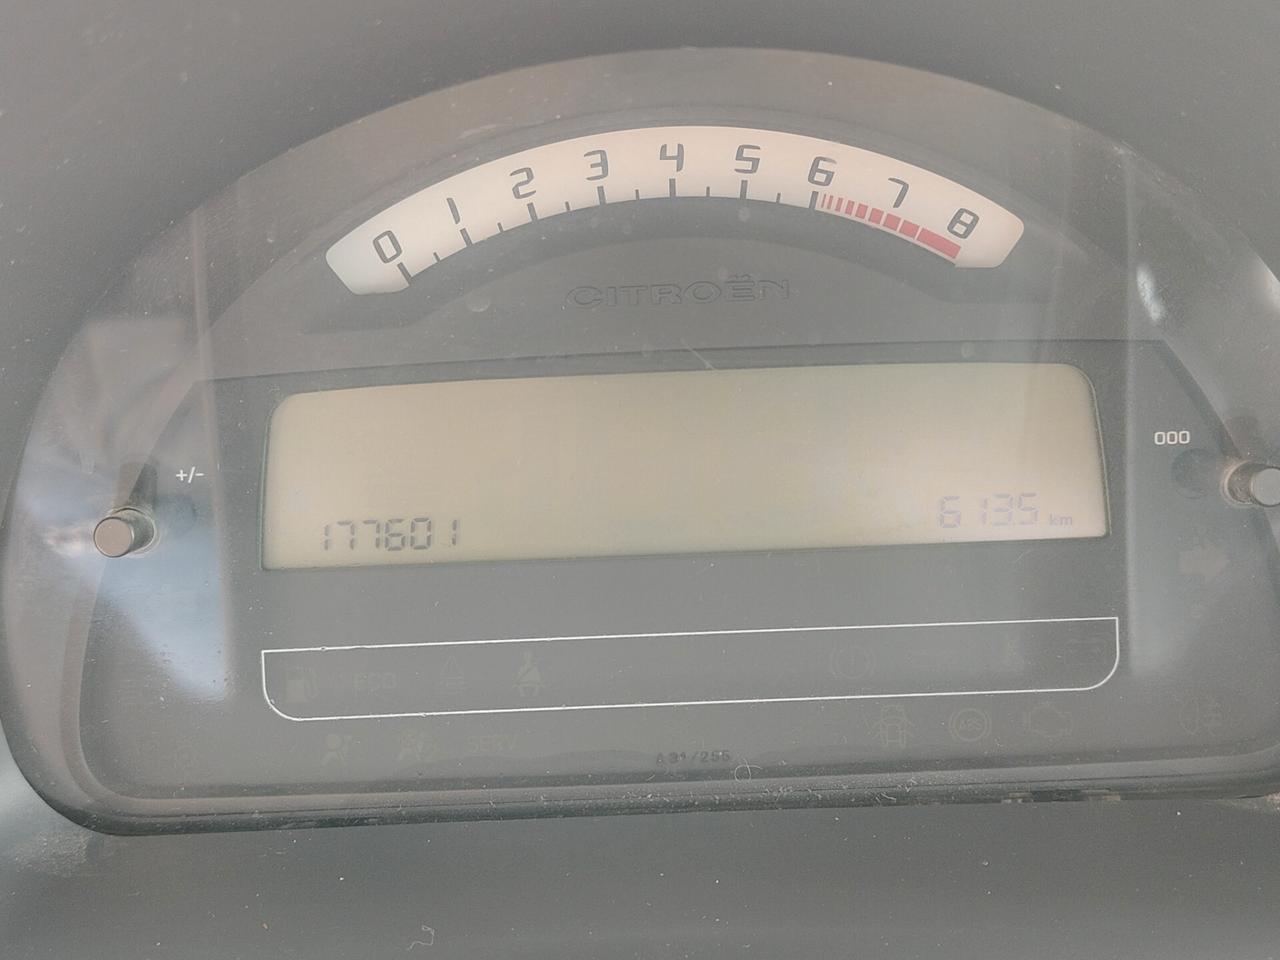 0 1 2 3 4 5 6 7 8
CITROËN
000
+/-
177601 613.5 km
ECO
SERV
A31/255